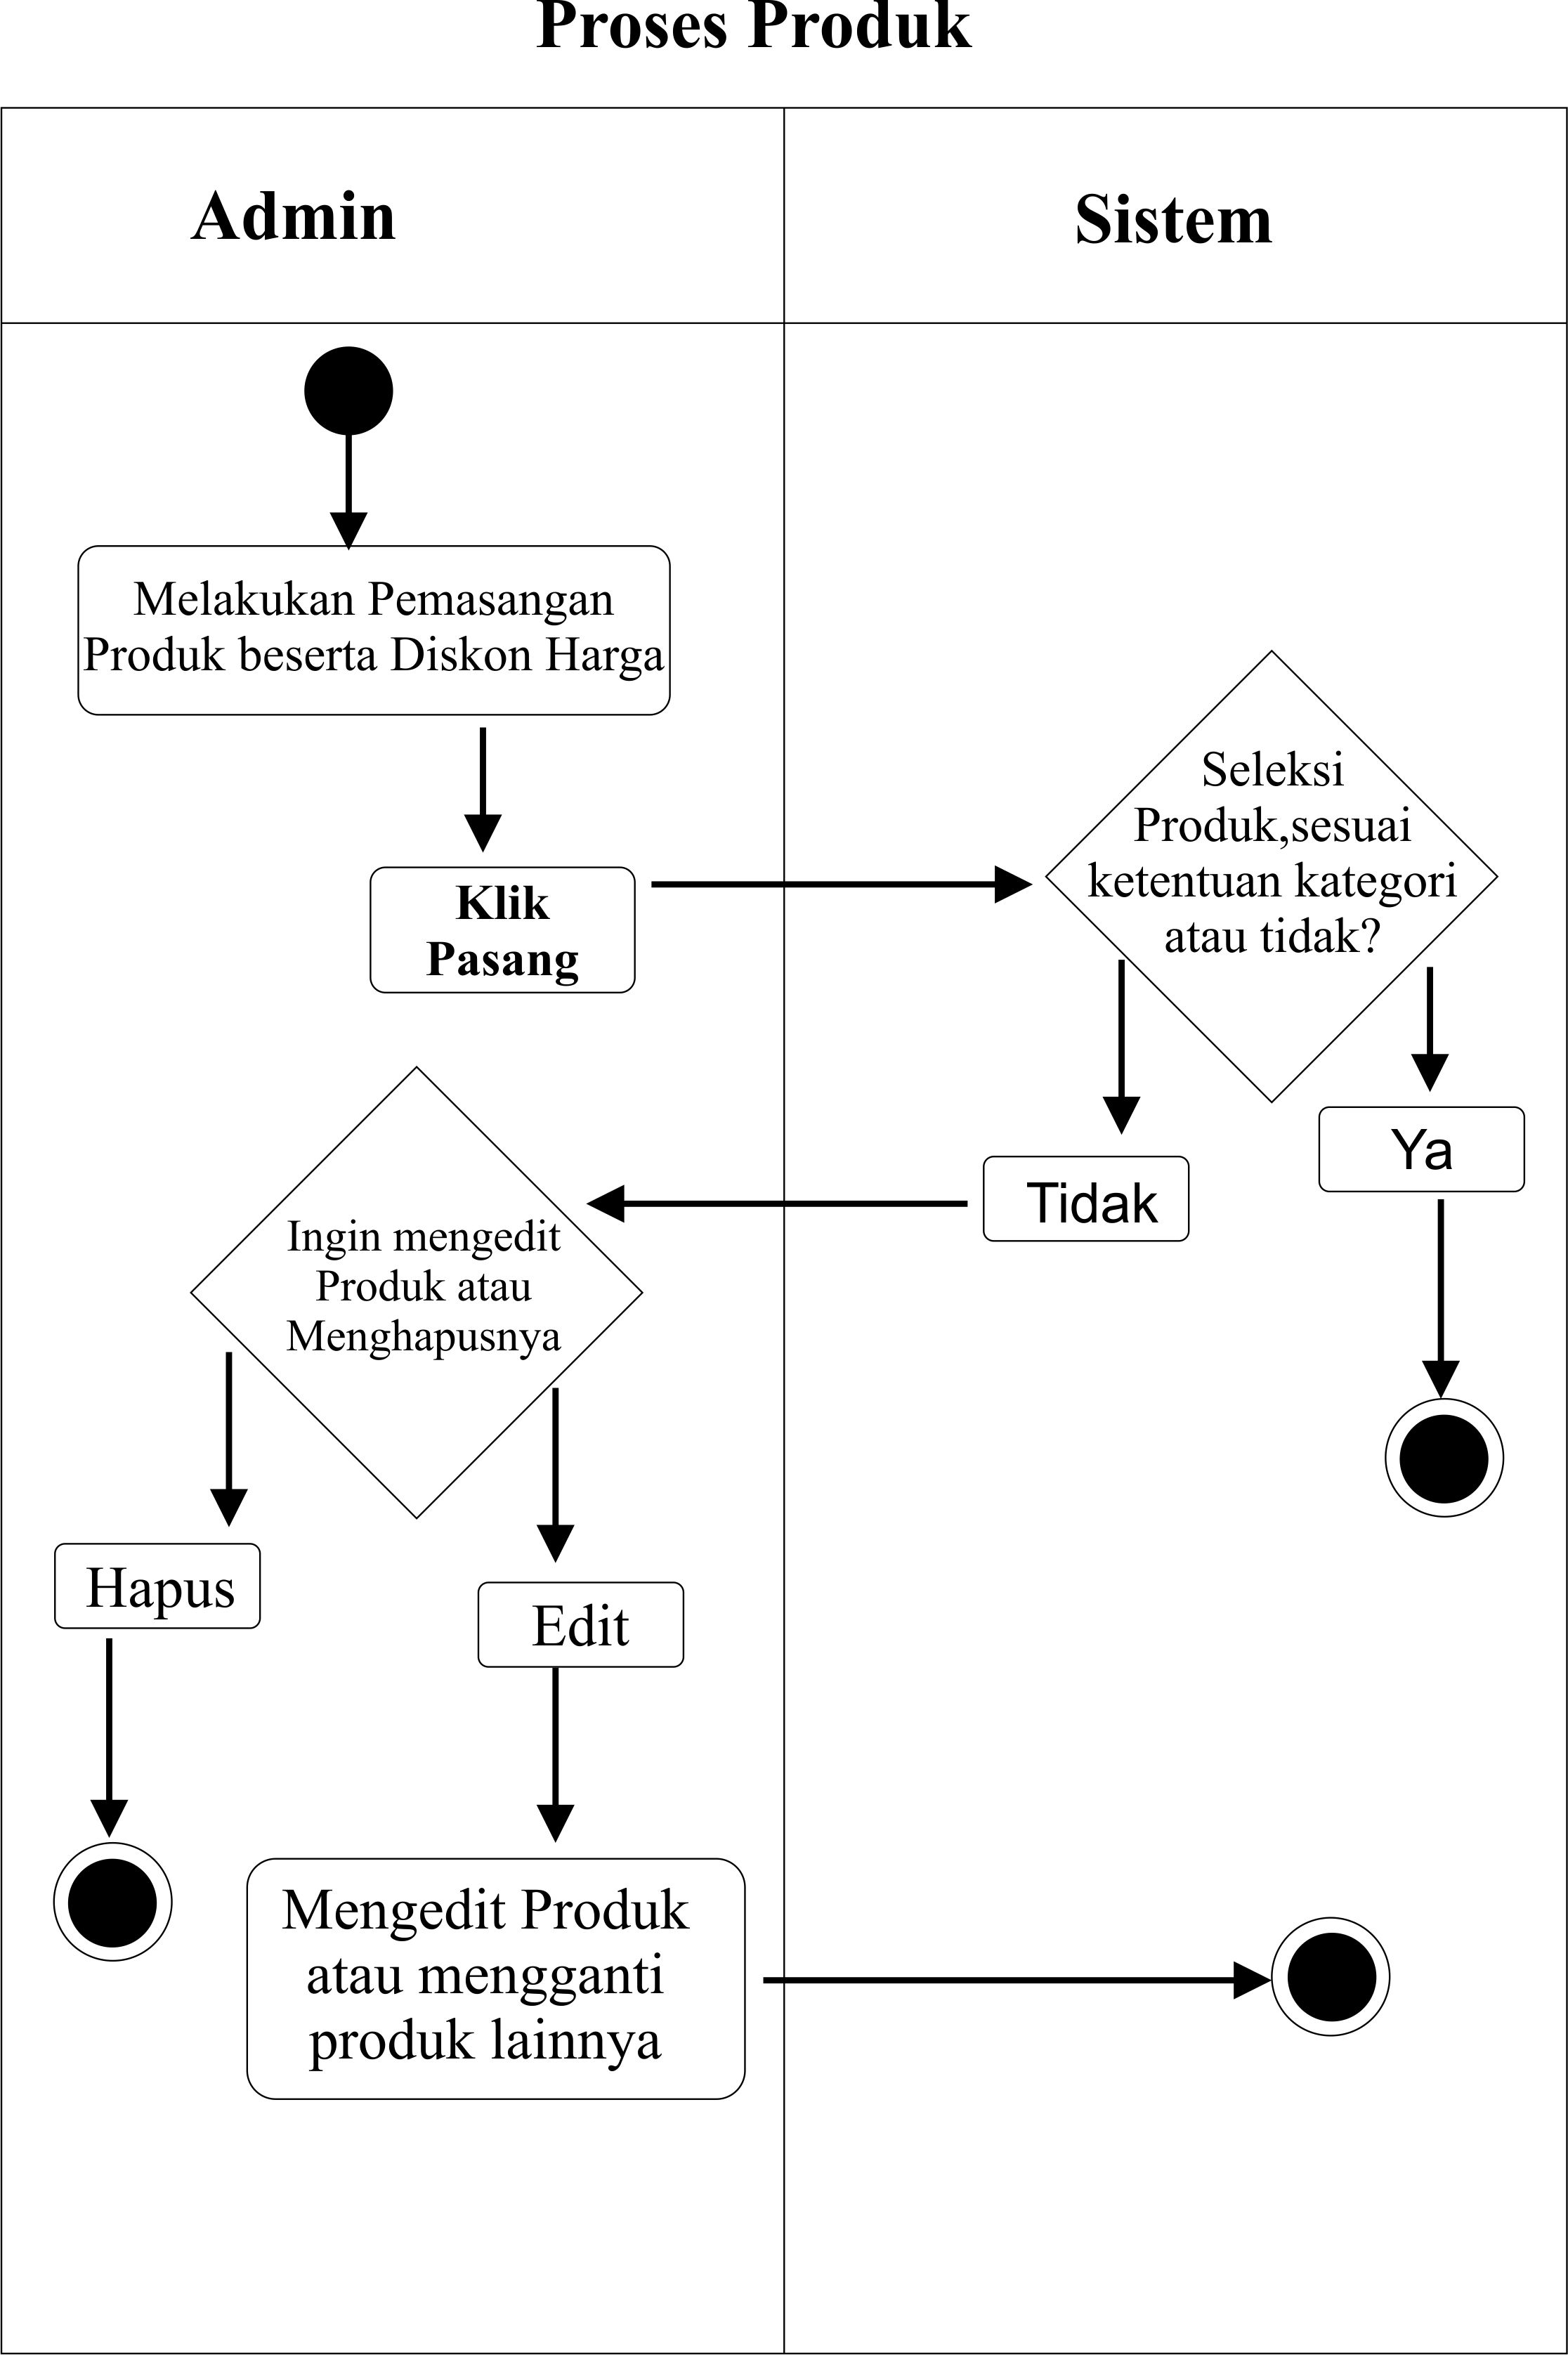 Proses Produk
Admin
Sistem
Melakukan Pemasangan
Produk beserta Diskon Harga
Klik
Pasang
Seleksi
Produk,sesuai
ketentuan kategori
atau tidak?
Ya
Tidak
Ingin mengedit
Produk atau
Menghapusnya
Hapus
Edit
Mengedit Produk
atau mengganti
produk lainnya